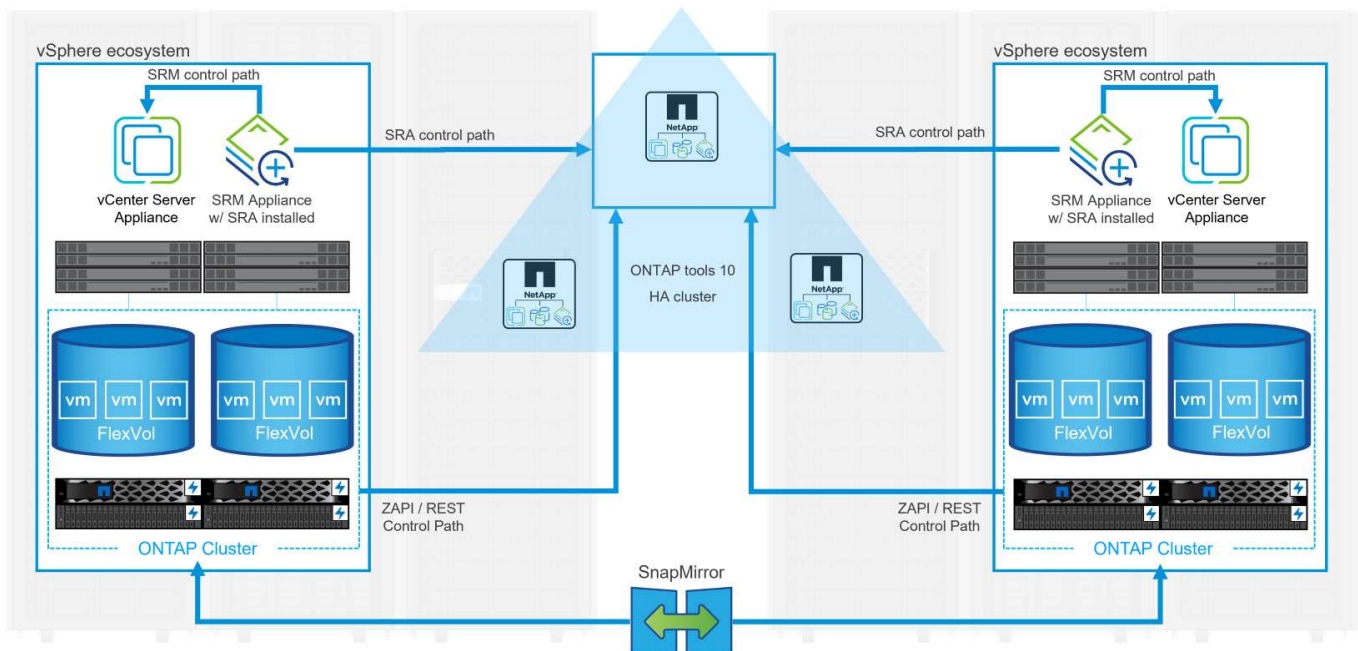 vSphere ecosystem
SRM control path
vCenter Server
Appliance
SRM Appliance
w/ SRA installed
SRA control path
vm vm vm
FlexVol
vm vm vm
FlexVol
ZAPI / REST
Control Path
ONTAP Cluster
NetApp
NetApp
ONTAP tools 10
HA cluster
NetApp
SnapMirror
vSphere ecosystem
SRM control path
SRA control path
SRM Appliance
w/ SRA installed
vCenter Server
Appliance
vm vm vm
FlexVol
vm vm vm
FlexVol
ZAPI / REST
Control Path
ONTAP Cluster